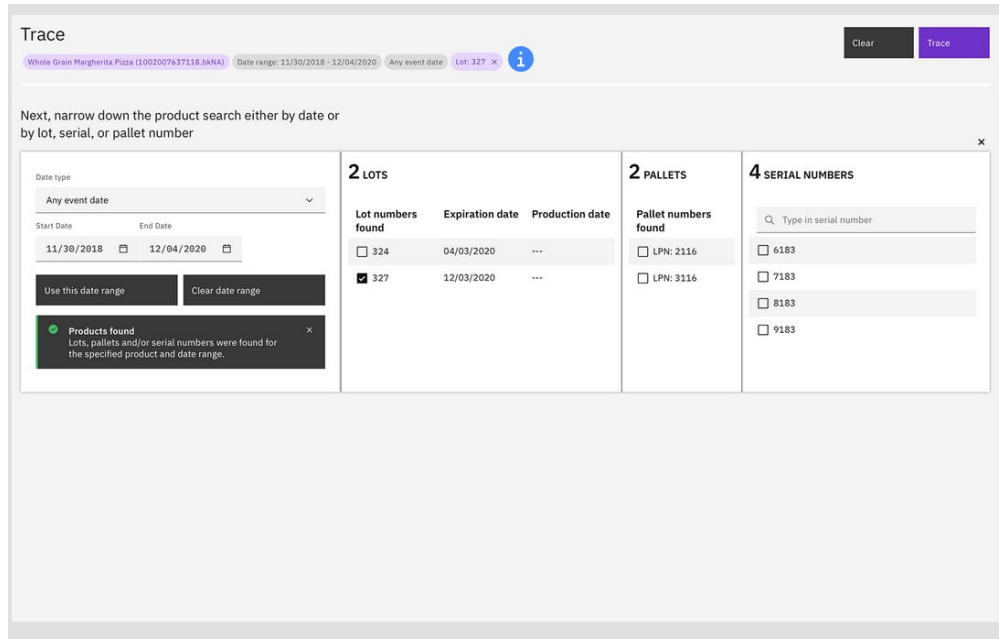 Trace
Clear
Trace
Whole Grain Margherita Pizza (1002007637118.bkNA)
Date range: 11/30/2018 - 12/04/2020
Any event date
Lot: 327 ×
i
Next, narrow down the product search either by date or
by lot, serial, or pallet number
×
Date type
Any event date
Start Date
End Date
11/30/2018
12/04/2020
Use this date range
Clear date range
Products found
×
Lots, pallets and/or serial numbers were found for
the specified product and date range.
2 LOTS
Lot numbers
found
Expiration date
Production date
324 04/03/2020 ---
327 12/03/2020 ---
2 PALLETS
Pallet numbers
found
LPN: 2116
LPN: 3116
4 SERIAL NUMBERS
Type in serial number
6183
7183
8183
9183